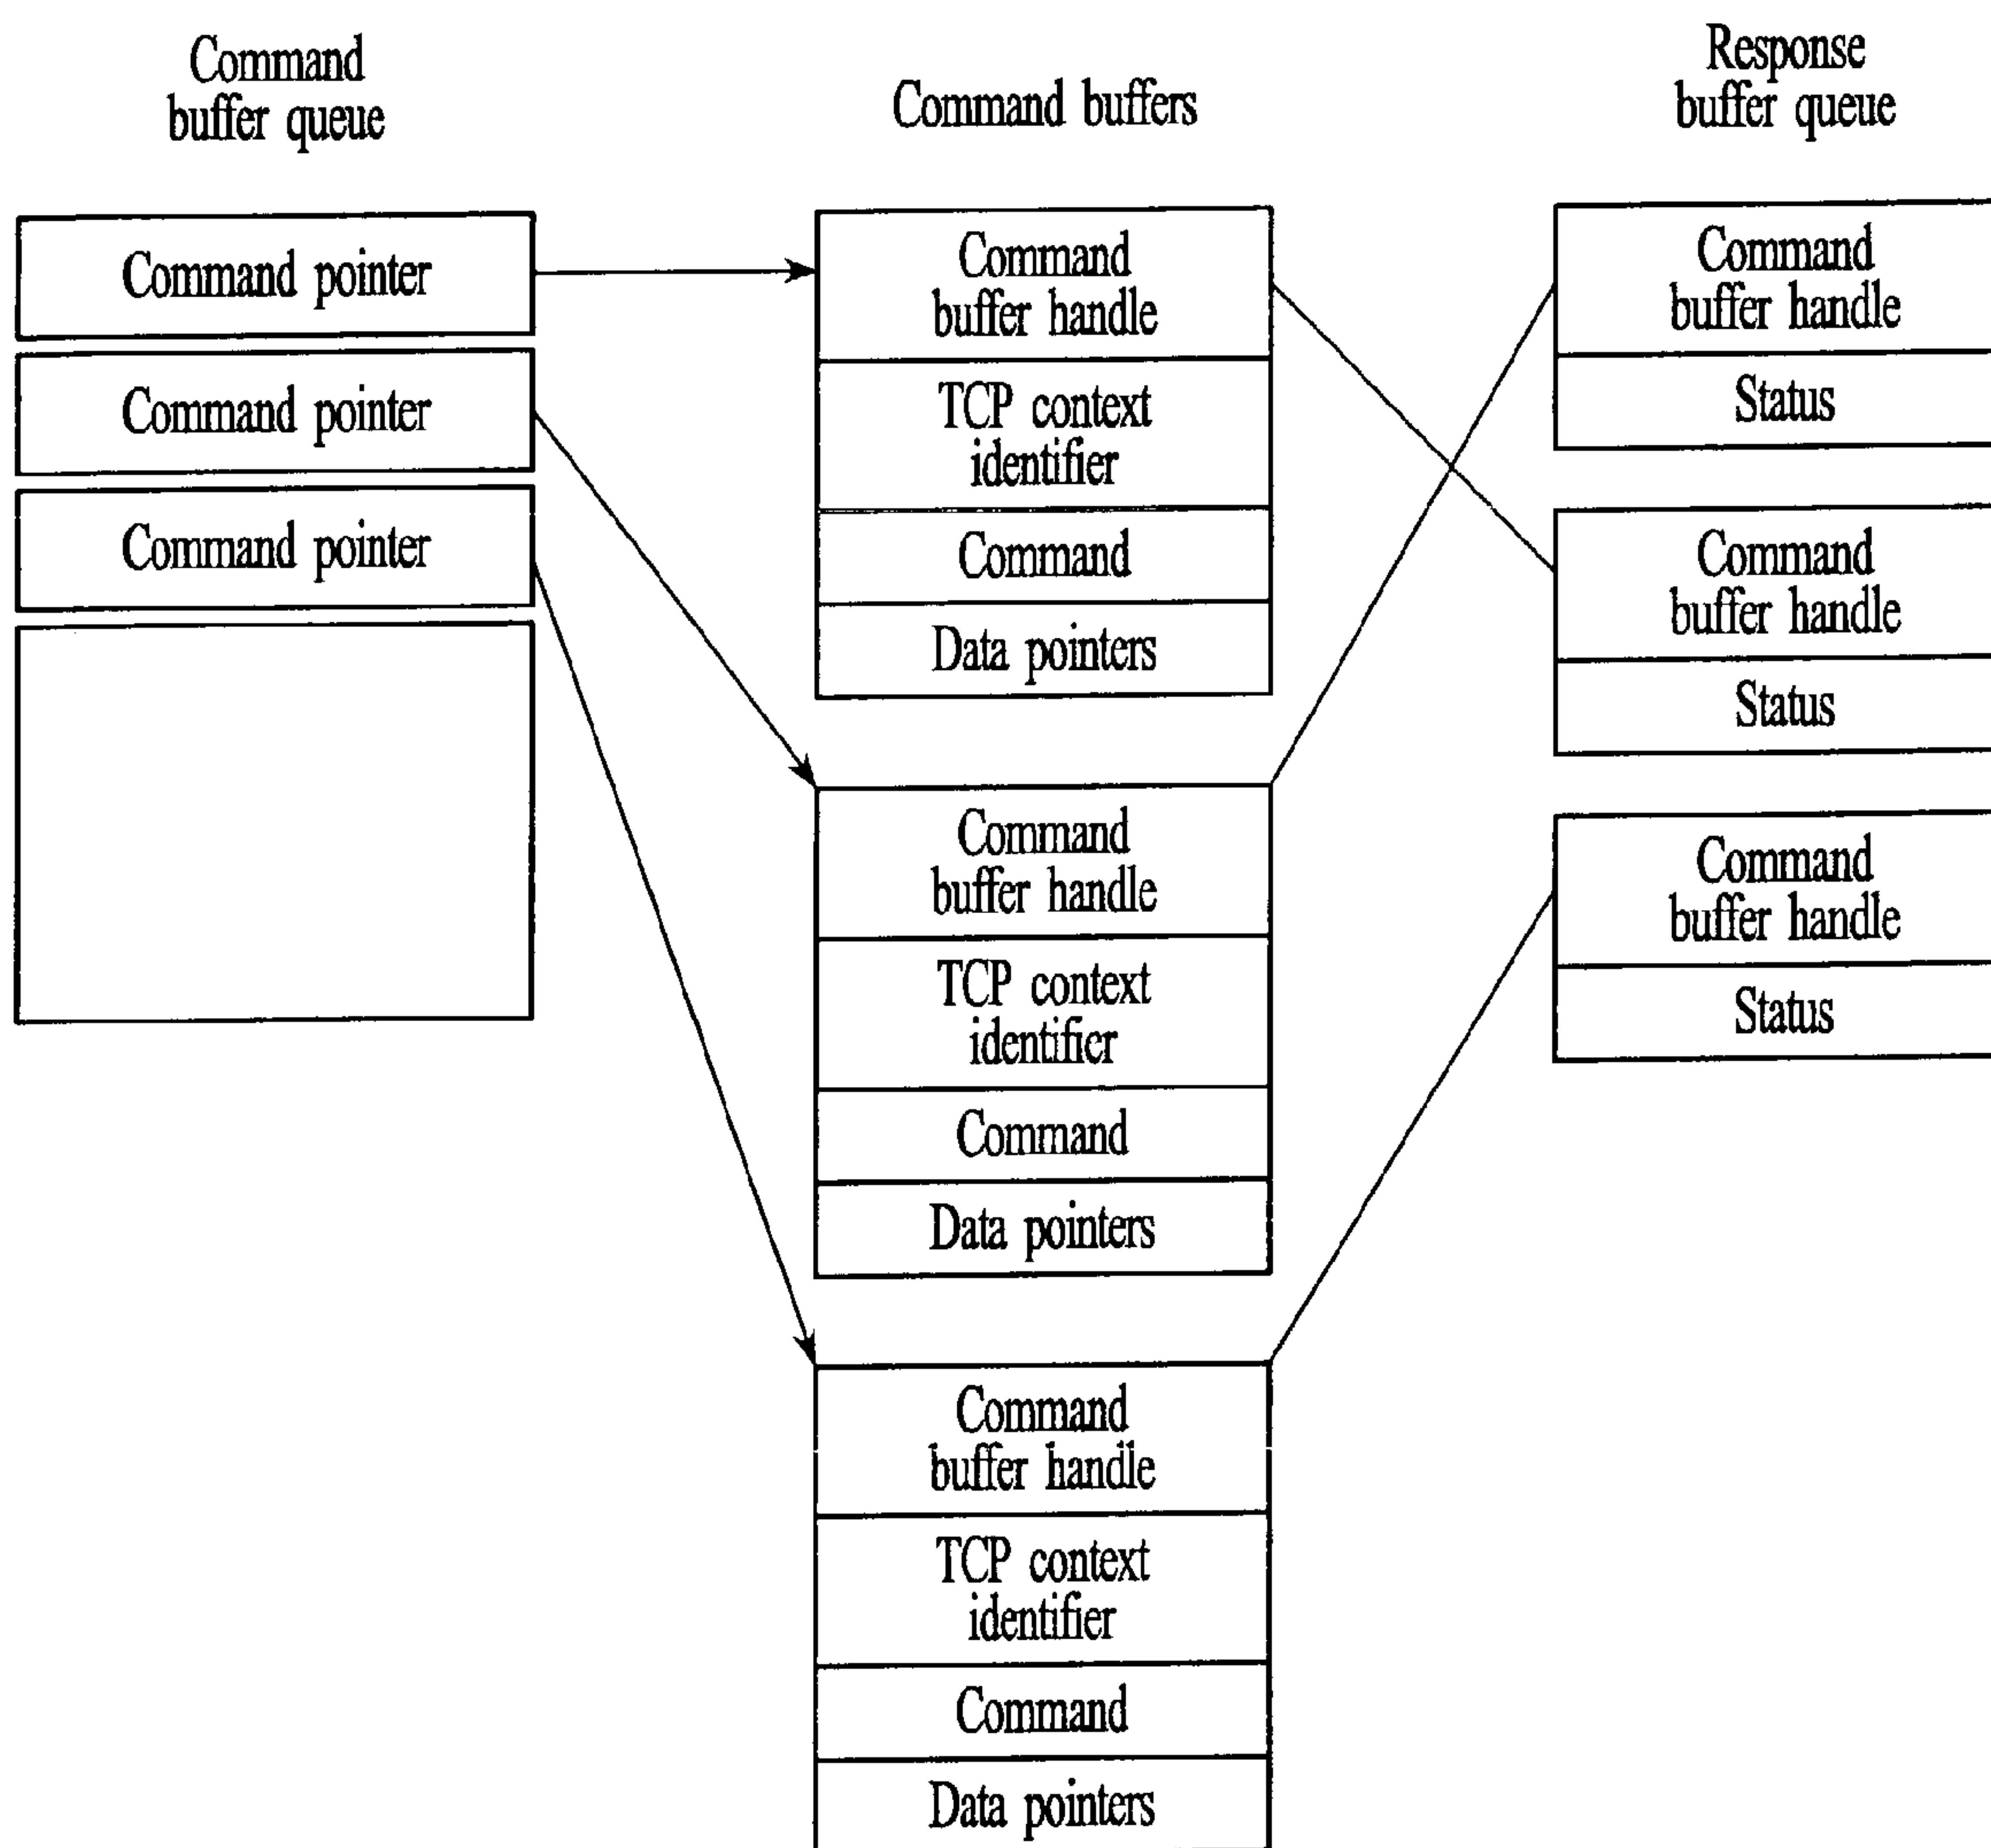 Command
buffer queue
Command pointer
Command pointer
Command pointer
Command buffers
Command
buffer handle
TCP context
identifier
Command
Data pointers
Command
buffer handle
TCP context
identifier
Command
Data pointers
Command
buffer handle
TCP context
identifier
Command
Data pointers
Response
buffer queue
Command
buffer handle
Status
Command
buffer handle
Status
Command
buffer handle
Status